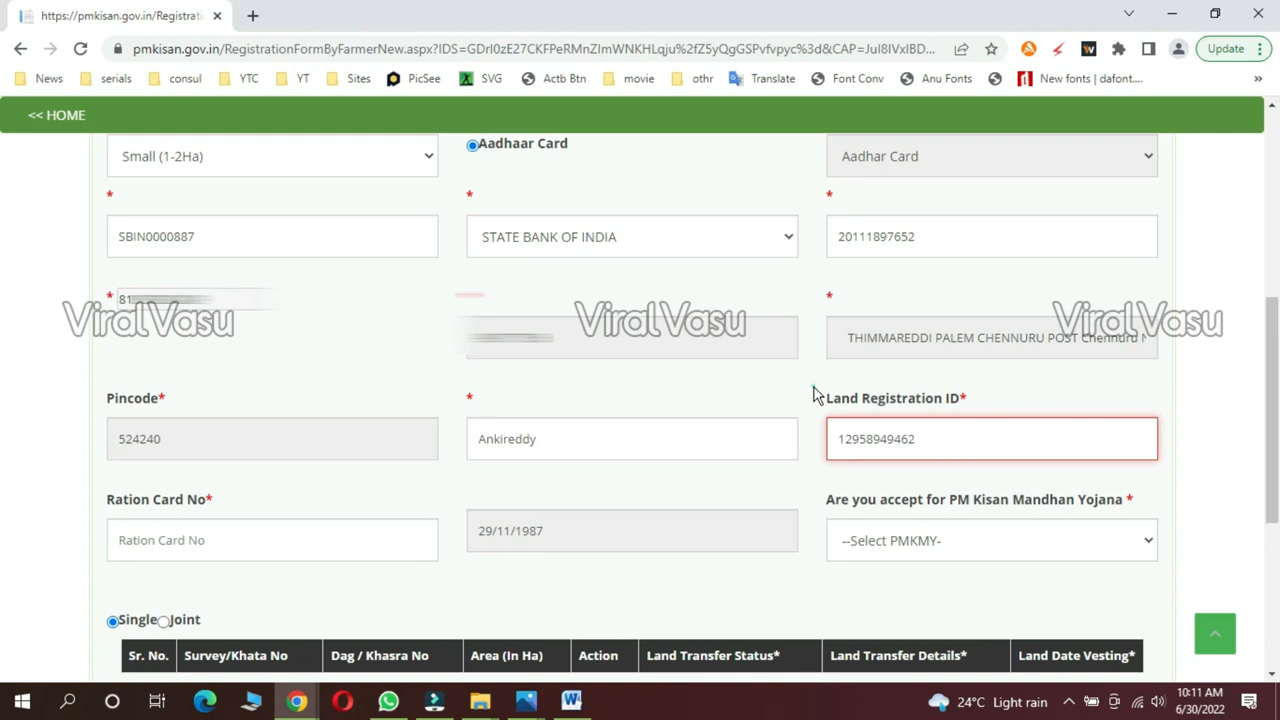 https://pmkisan.gov.in/Registrati
pmkisan.gov.in/RegistrationFormByFarmerNew.aspx?IDS=GDrI0zE27CKFPeRMnZImWNKHLqju%2fZ5yQgGSPvfvpyc%3d&CAP=JuI8IVxIBD...
Update
News serials consul YTC YT Sites PicSee SVG Actb Btn movie othr Translate Font Conv Anu Fonts New fonts | dafont.... »
<< HOME
Small (1-2Ha) Aadhaar Card Aadhar Card
* * *
SBIN0000887 STATE BANK OF INDIA 20111897652
* 81 *
ViralVasu ViralVasu ViralVasu
THIMMAREDDI PALEM CHENNURU POST Chennuru
Pincode* * Land Registration ID*
524240 Ankireddy 12958949462
Ration Card No* Are you accept for PM Kisan Mandhan Yojana *
Ration Card No 29/11/1987 --Select PMKMY-
Single Joint
Sr. No. Survey/Khata No Dag / Khasra No Area (In Ha) Action Land Transfer Status* Land Transfer Details* Land Date Vesting*
24°C Light rain 10:11 AM
6/30/2022